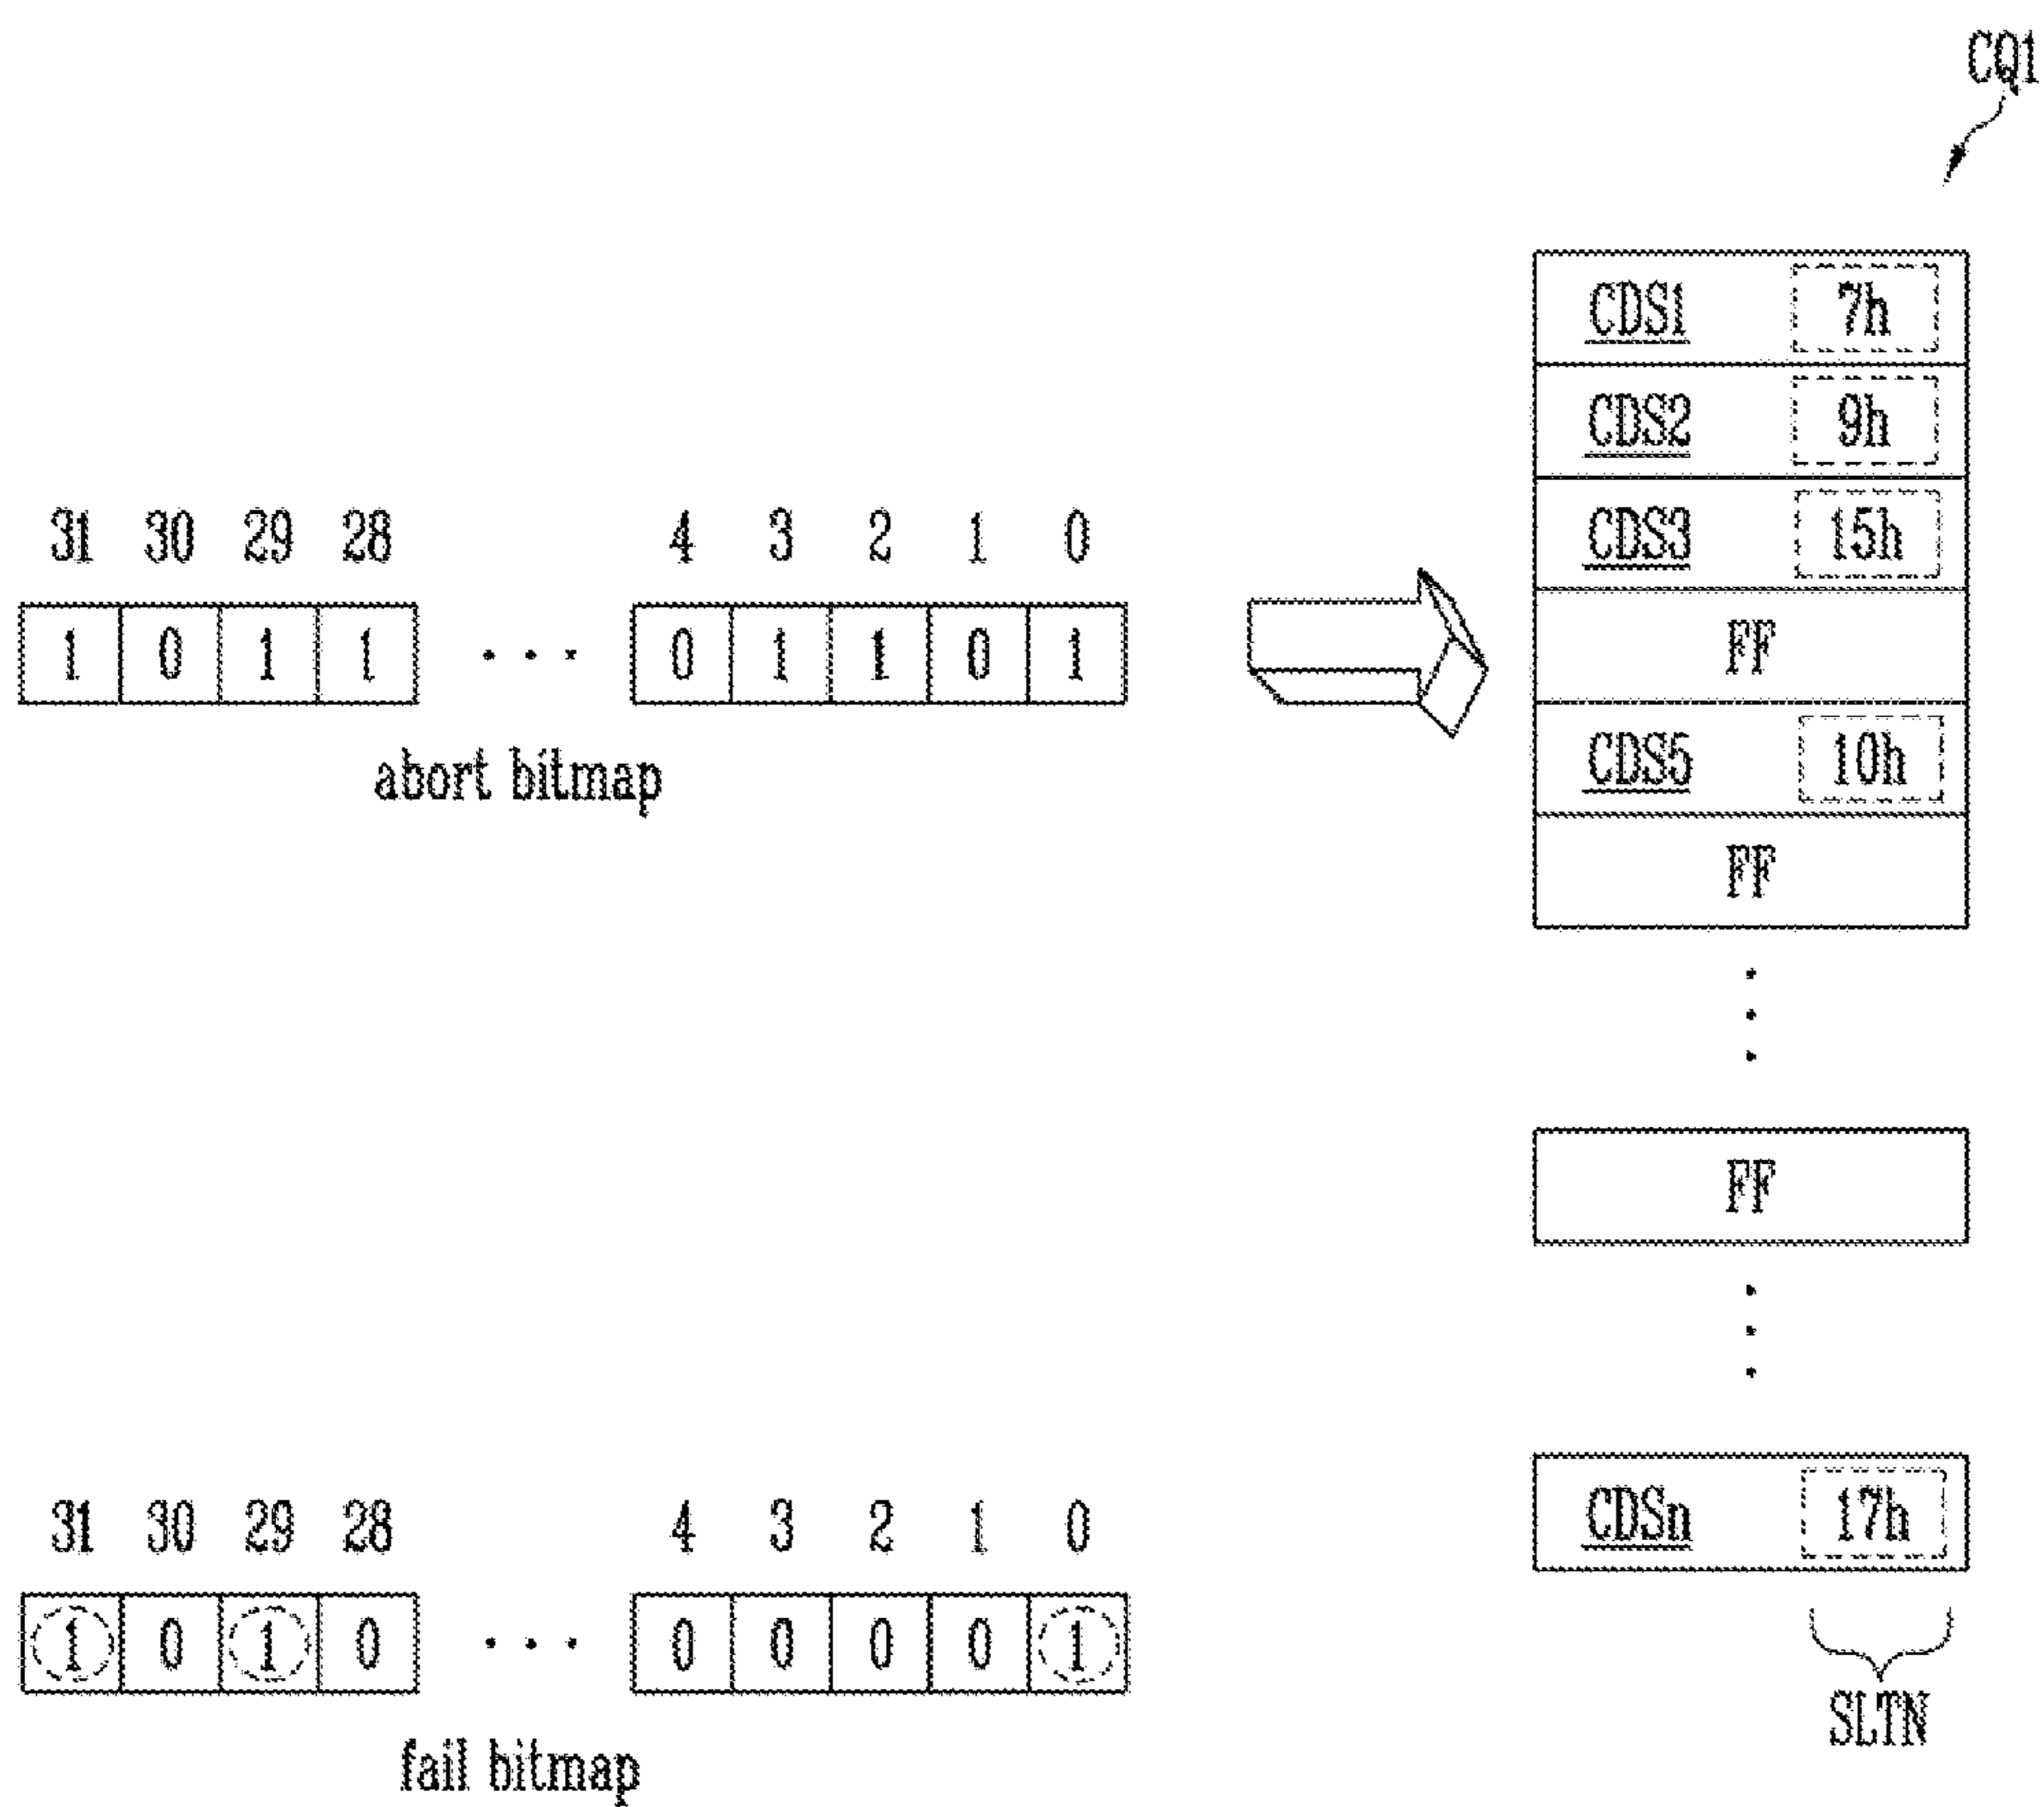 CQ1
CDS1 7h
CDS2 9h
CDS3 15h
FF
CDS5 10h
FF
FF
CDSn 17h
SLTN
31 30 29 28 ... 4 3 2 1 0
1 0 1 1 ... 0 1 1 0 1
abort bitmap
31 30 29 28 ... 4 3 2 1 0
1 0 1 0 ... 0 0 0 0 1
fail bitmap